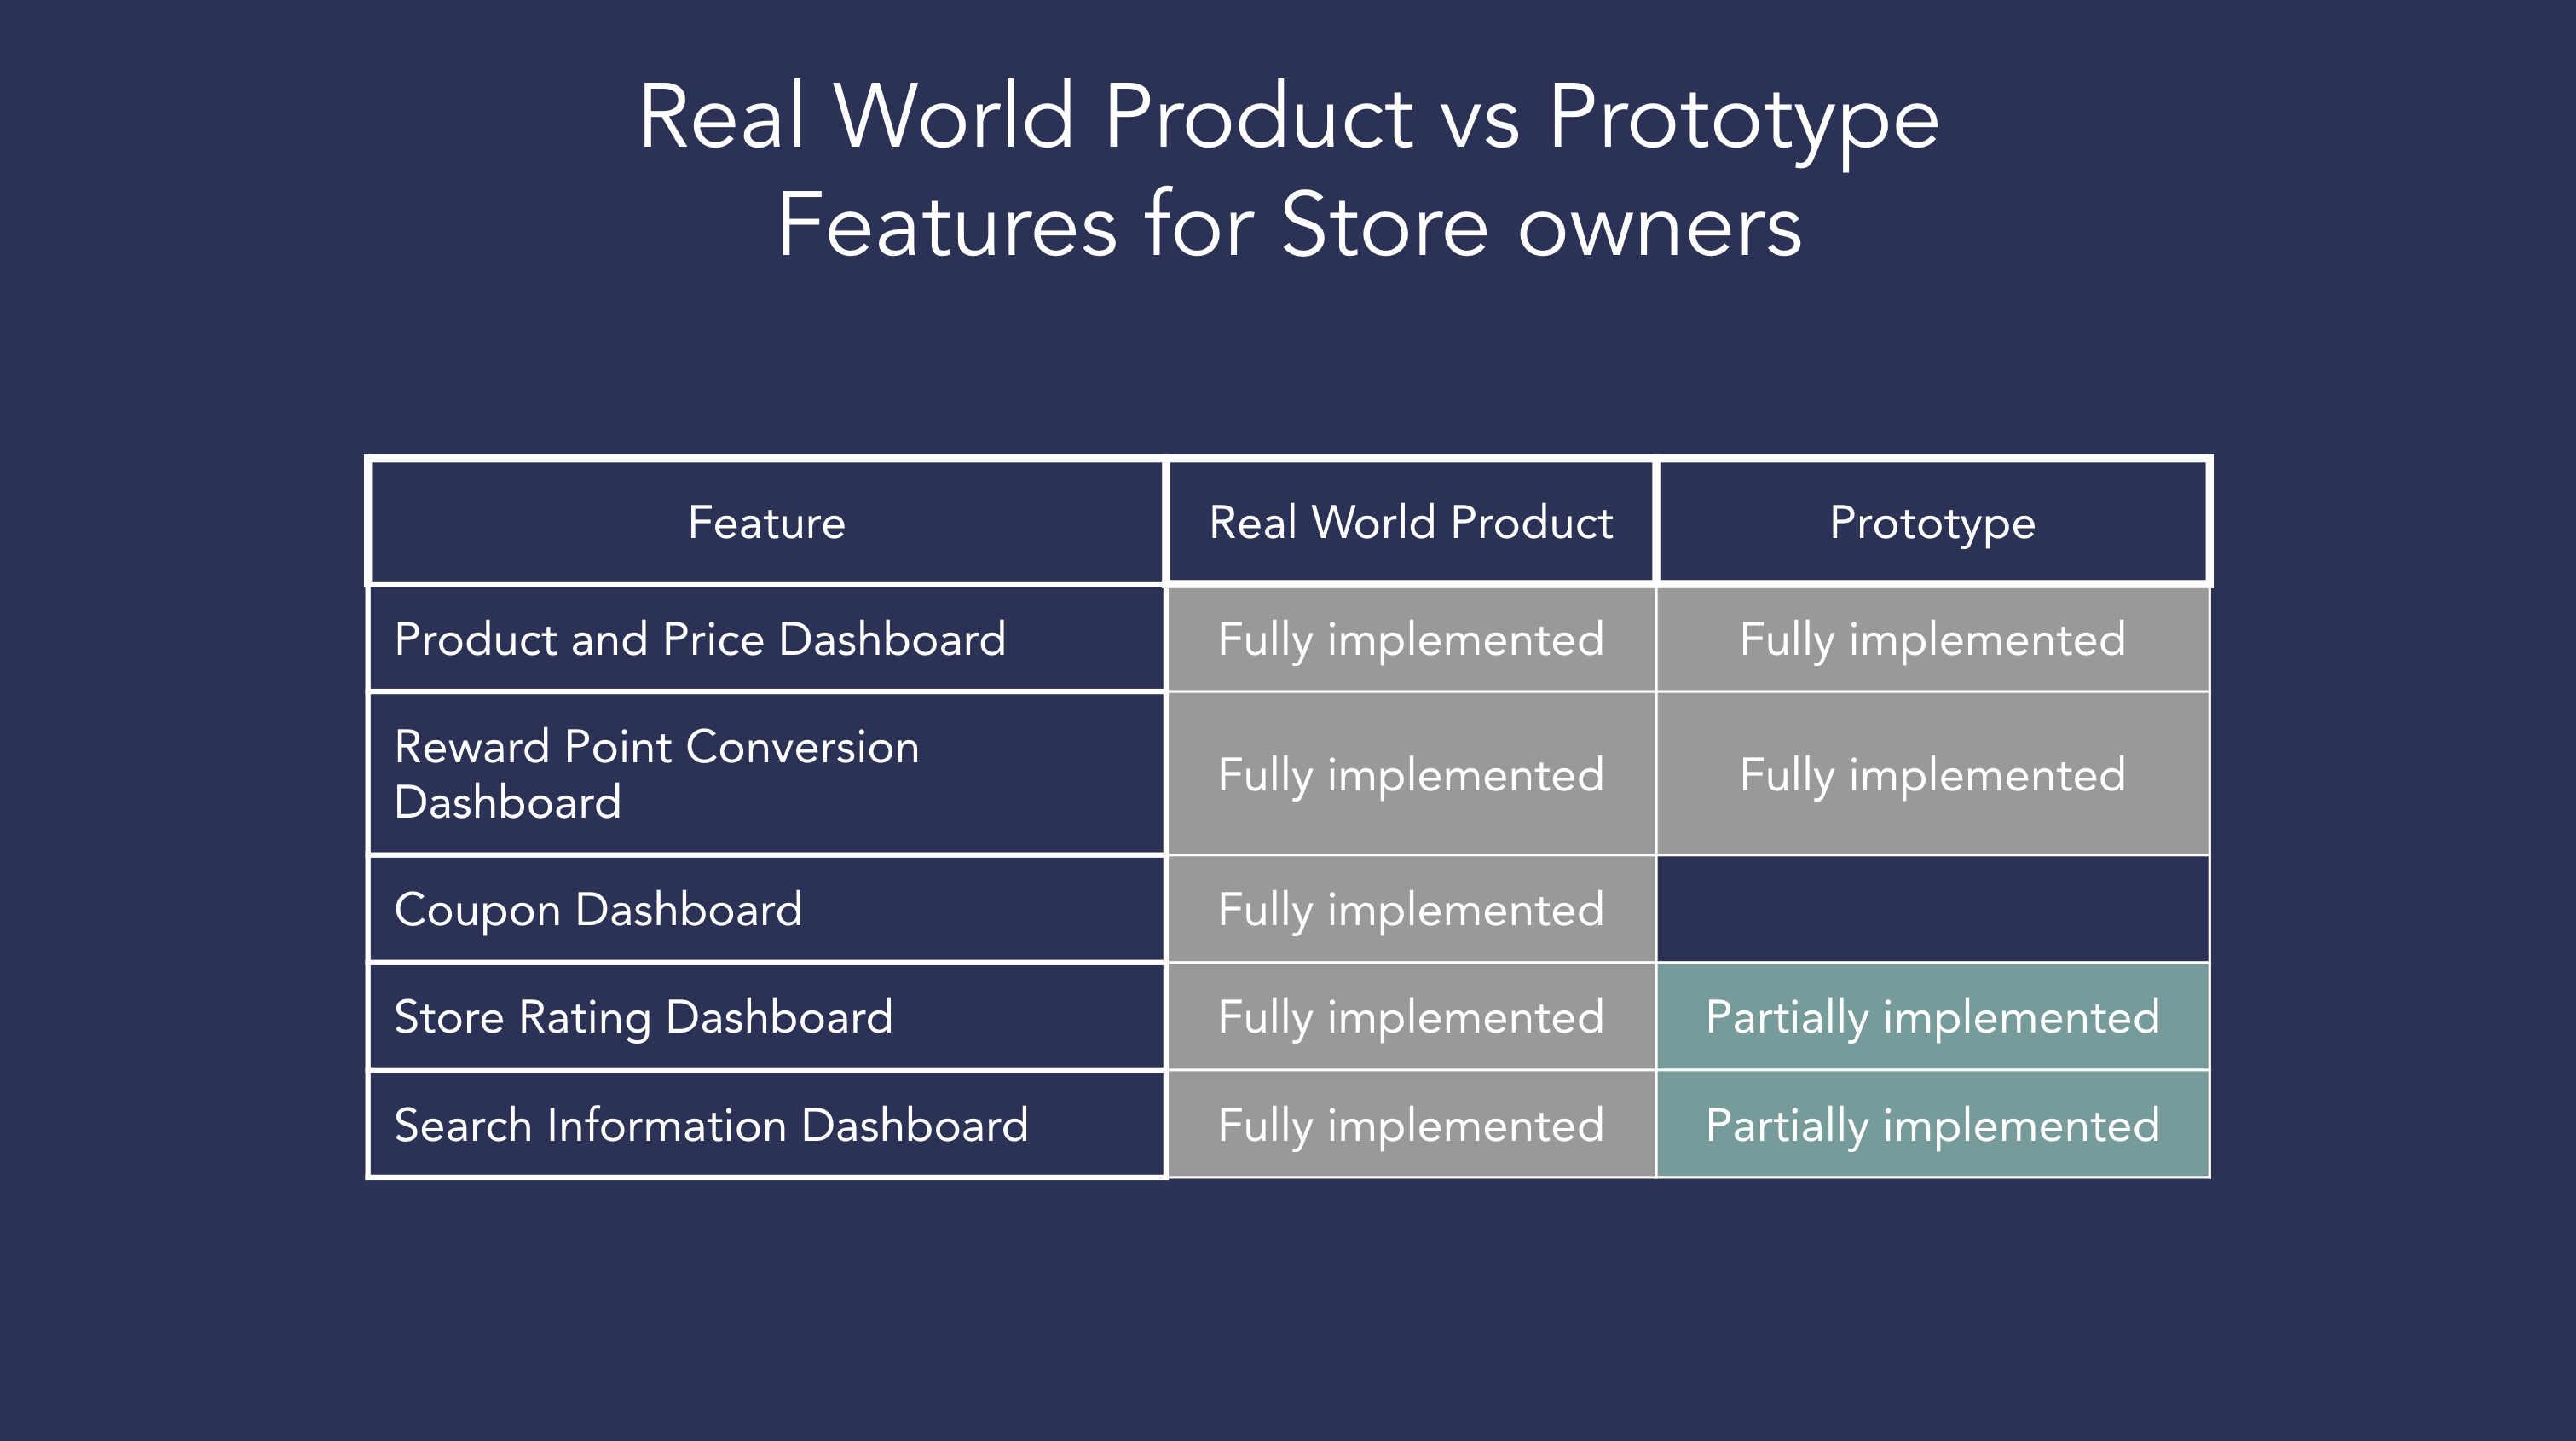 Real World Product vs Prototype
Features for Store owners
Feature Real World Product Prototype
Product and Price Dashboard Fully implemented Fully implemented
Reward Point Conversion
Dashboard Fully implemented Fully implemented
Coupon Dashboard Fully implemented
Store Rating Dashboard Fully implemented Partially implemented
Search Information Dashboard Fully implemented Partially implemented